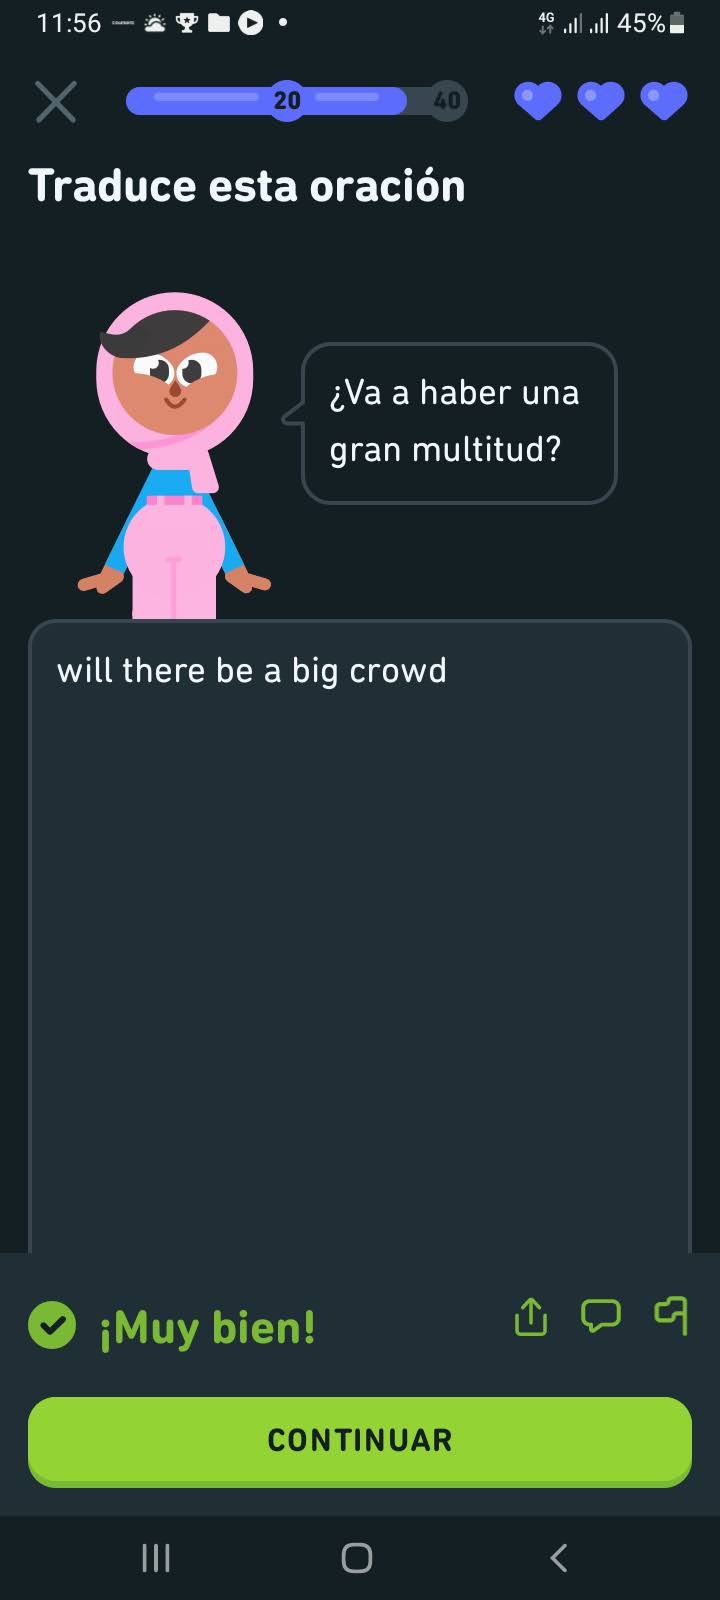 11:56
4G
45%
20
40
Traduce esta oración
¿Va a haber una
gran multitud?
will there be a big crowd
¡Muy bien!
CONTINUAR